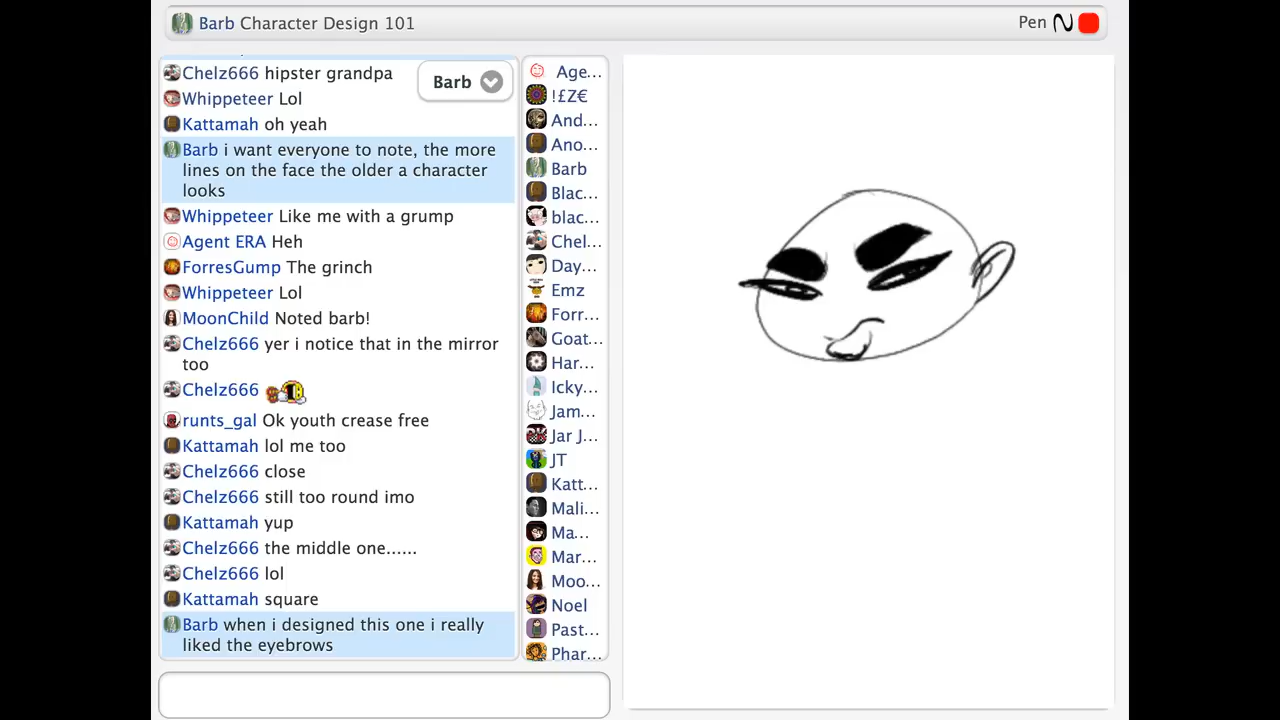 Barb Character Design 101
Pen
Chelz666 hipster grandpa
Barb
Whippeteer Lol
Kattamah oh yeah
Barb i want everyone to note, the more
lines on the face the older a character
looks
Whippeteer Like me with a grump
Agent ERA Heh
ForresGump The grinch
Whippeteer Lol
MoonChild Noted barb!
Chelz666 yer i notice that in the mirror
too
Chelz666
runts_gal Ok youth crease free
Kattamah lol me too
Chelz666 close
Chelz666 still too round imo
Kattamah yup
Chelz666 the middle one......
Chelz666 lol
Kattamah square
Barb when i designed this one i really
liked the eyebrows
Age...
!£Z€
And...
Ano...
Barb
Blac...
blac...
Chel...
Day...
Emz
Forr...
Goat...
Har...
Icky...
Jam...
Jar J...
JT
Katt...
Mali...
Ma...
Mar...
Moo...
Noel
Past...
Phar...